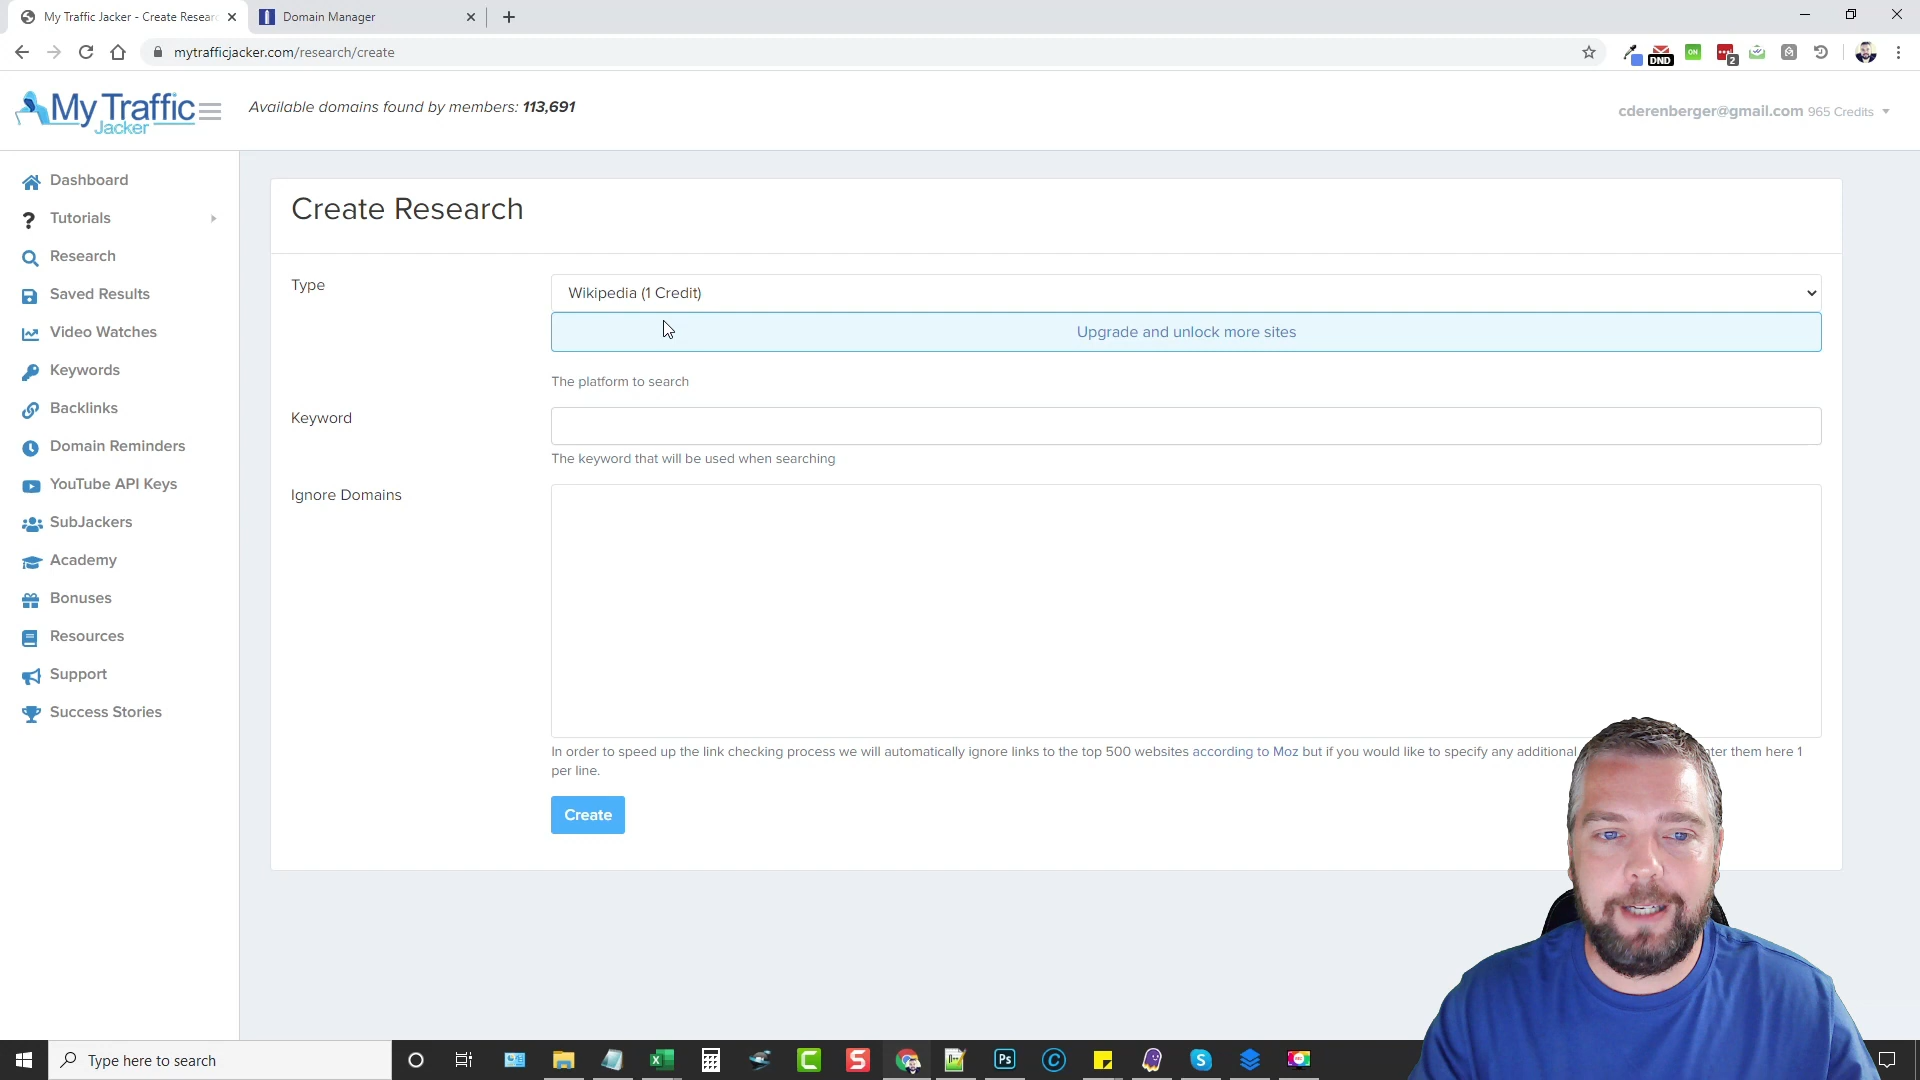 My Traffic Jacker - Create Resear
Domain Manager
mytrafficjacker.com/research/create
DND
ON
2
My Traffic
Jacker
Available domains found by members: 113,691
cderenberger@gmail.com 965 Credits
Dashboard
Tutorials
Research
Saved Results
Video Watches
Keywords
Backlinks
Domain Reminders
YouTube API Keys
SubJackers
Academy
Bonuses
Resources
Support
Success Stories
Create Research
Type
Wikipedia (1 Credit)
Upgrade and unlock more sites
The platform to search
Keyword
The keyword that will be used when searching
Ignore Domains
In order to speed up the link checking process we will automatically ignore links to the top 500 websites according to Moz but if you would like to specify any additional them here 1
per line.
Create
Type here to search
Ps